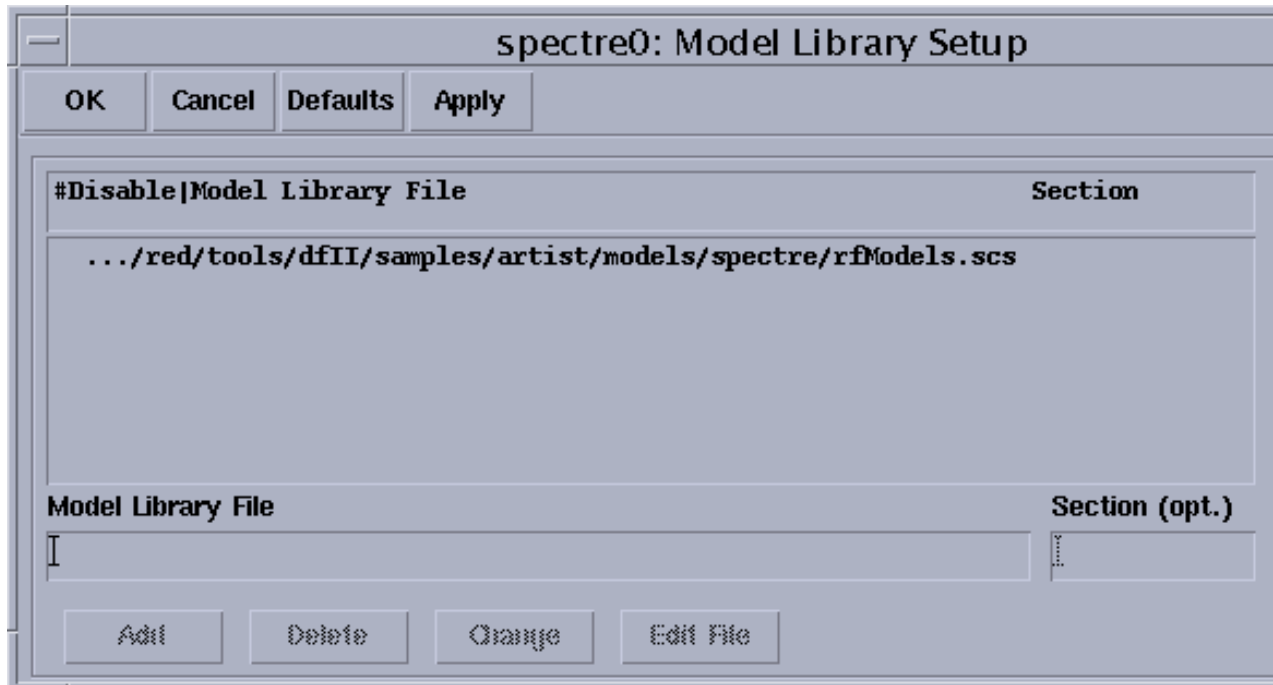 spectre0: Model Library Setup
OK Cancel Defaults Apply
#Disable|Model Library File Section
.../red/tools/dfII/samples/artist/models/spectre/rfModels.scs
Model Library File Section (opt.)
Add Delete Change Edit File